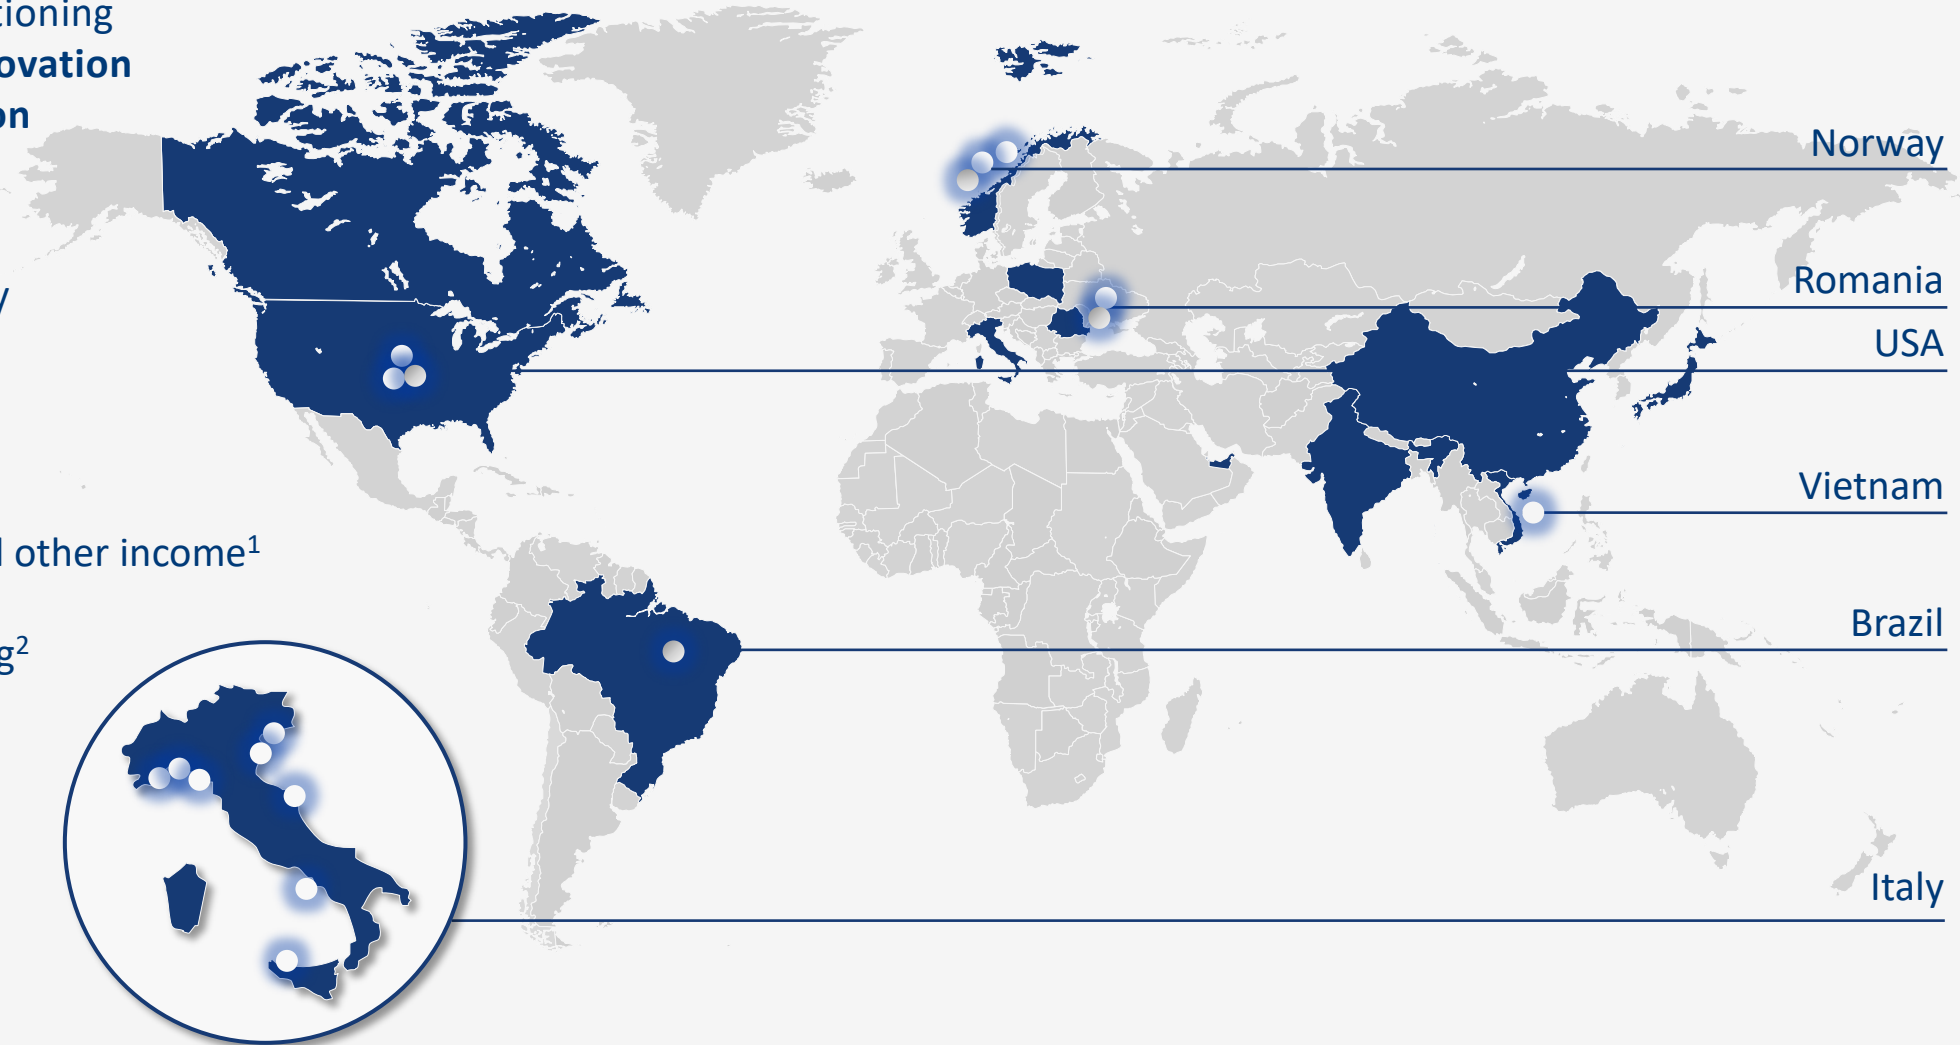 tioning
ovation
on
y
l other income¹
g²
Norway
Romania
USA
Vietnam
Brazil
Italy